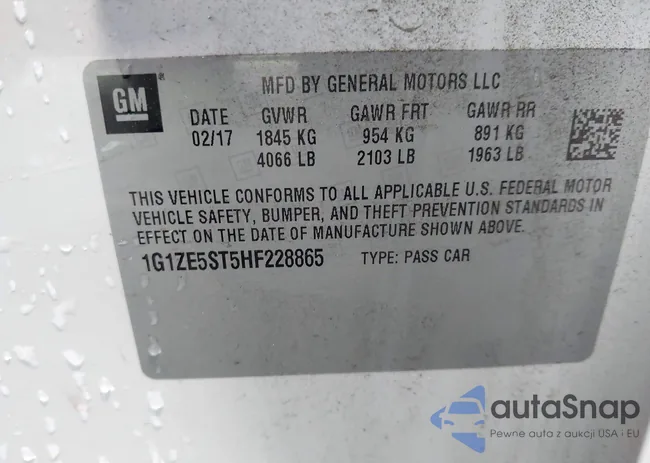 GM
MFD BY GENERAL MOTORS LLC
DATE GVWR GAWR FRT GAWR RR
02/17 1845 KG 954 KG 891 KG
4066 LB 2103 LB 1963 LB
THIS VEHICLE CONFORMS TO ALL APPLICABLE U.S. FEDERAL MOTOR
VEHICLE SAFETY, BUMPER, AND THEFT PREVENTION STANDARDS IN
EFFECT ON THE DATE OF MANUFACTURE SHOWN ABOVE.
1G1ZE5ST5HF228865 TYPE: PASS CAR
autaSnap
Pewne auta z aukcji USA i EU